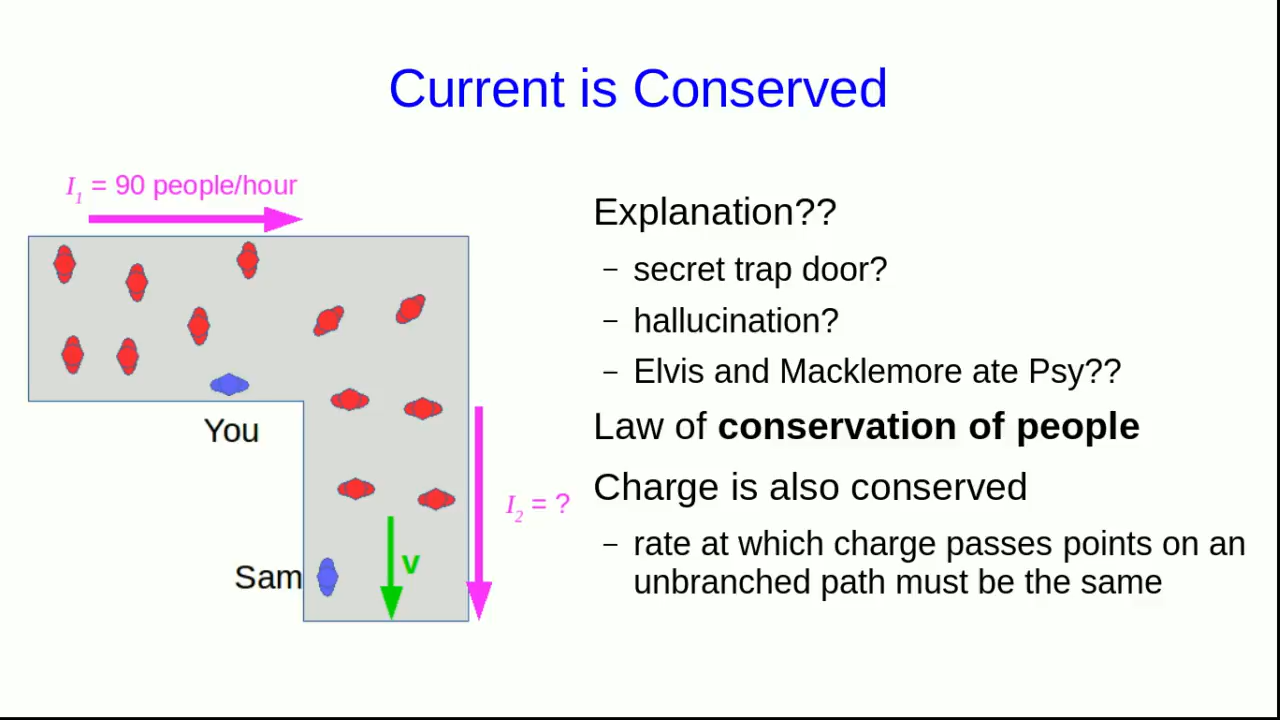 Current is Conserved
I1 = 90 people/hour
You
Sam
v
I2 = ?
Explanation??
– secret trap door?
– hallucination?
– Elvis and Macklemore ate Psy??
Law of conservation of people
Charge is also conserved
– rate at which charge passes points on an
unbranched path must be the same